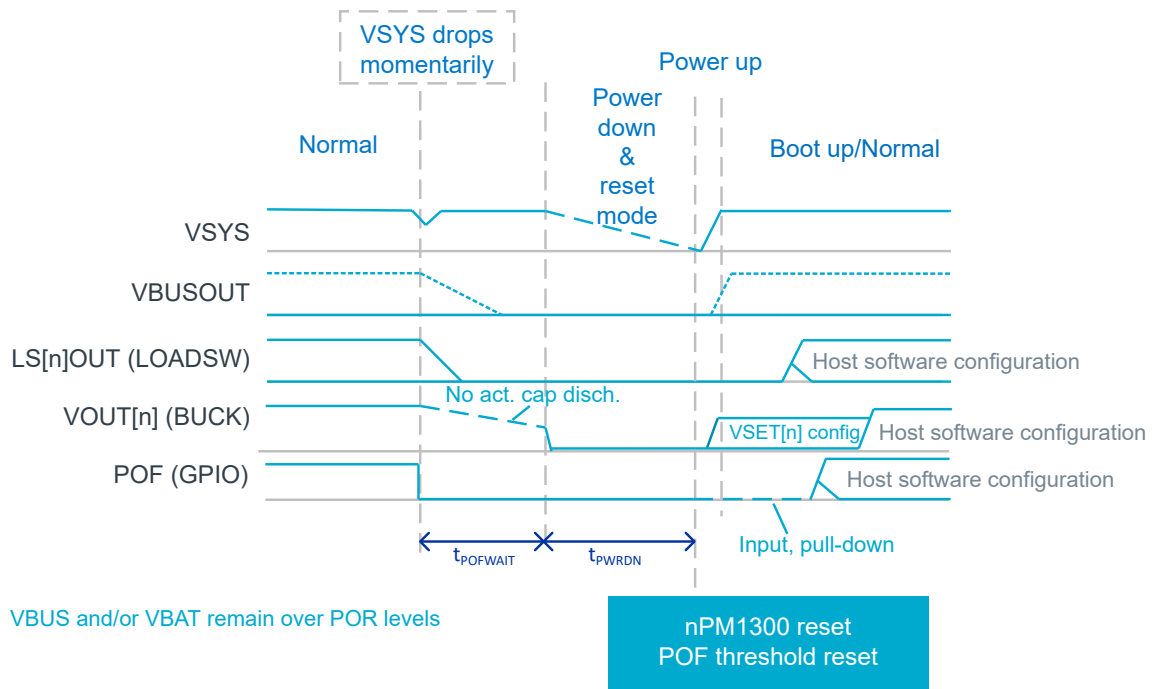 VSYS drops
momentarily
Power up
Power
down
&
reset
mode
Normal
Boot up/Normal
VSYS
VBUSOUT
LS[n]OUT (LOADSW)
Host software configuration
No act. cap disch.
VOUT[n] (BUCK)
VSET[n] config
Host software configuration
POF (GPIO)
Host software configuration
Input, pull-down
tPOFWAIT
tPWRDN
VBUS and/or VBAT remain over POR levels
nPM1300 reset
POF threshold reset